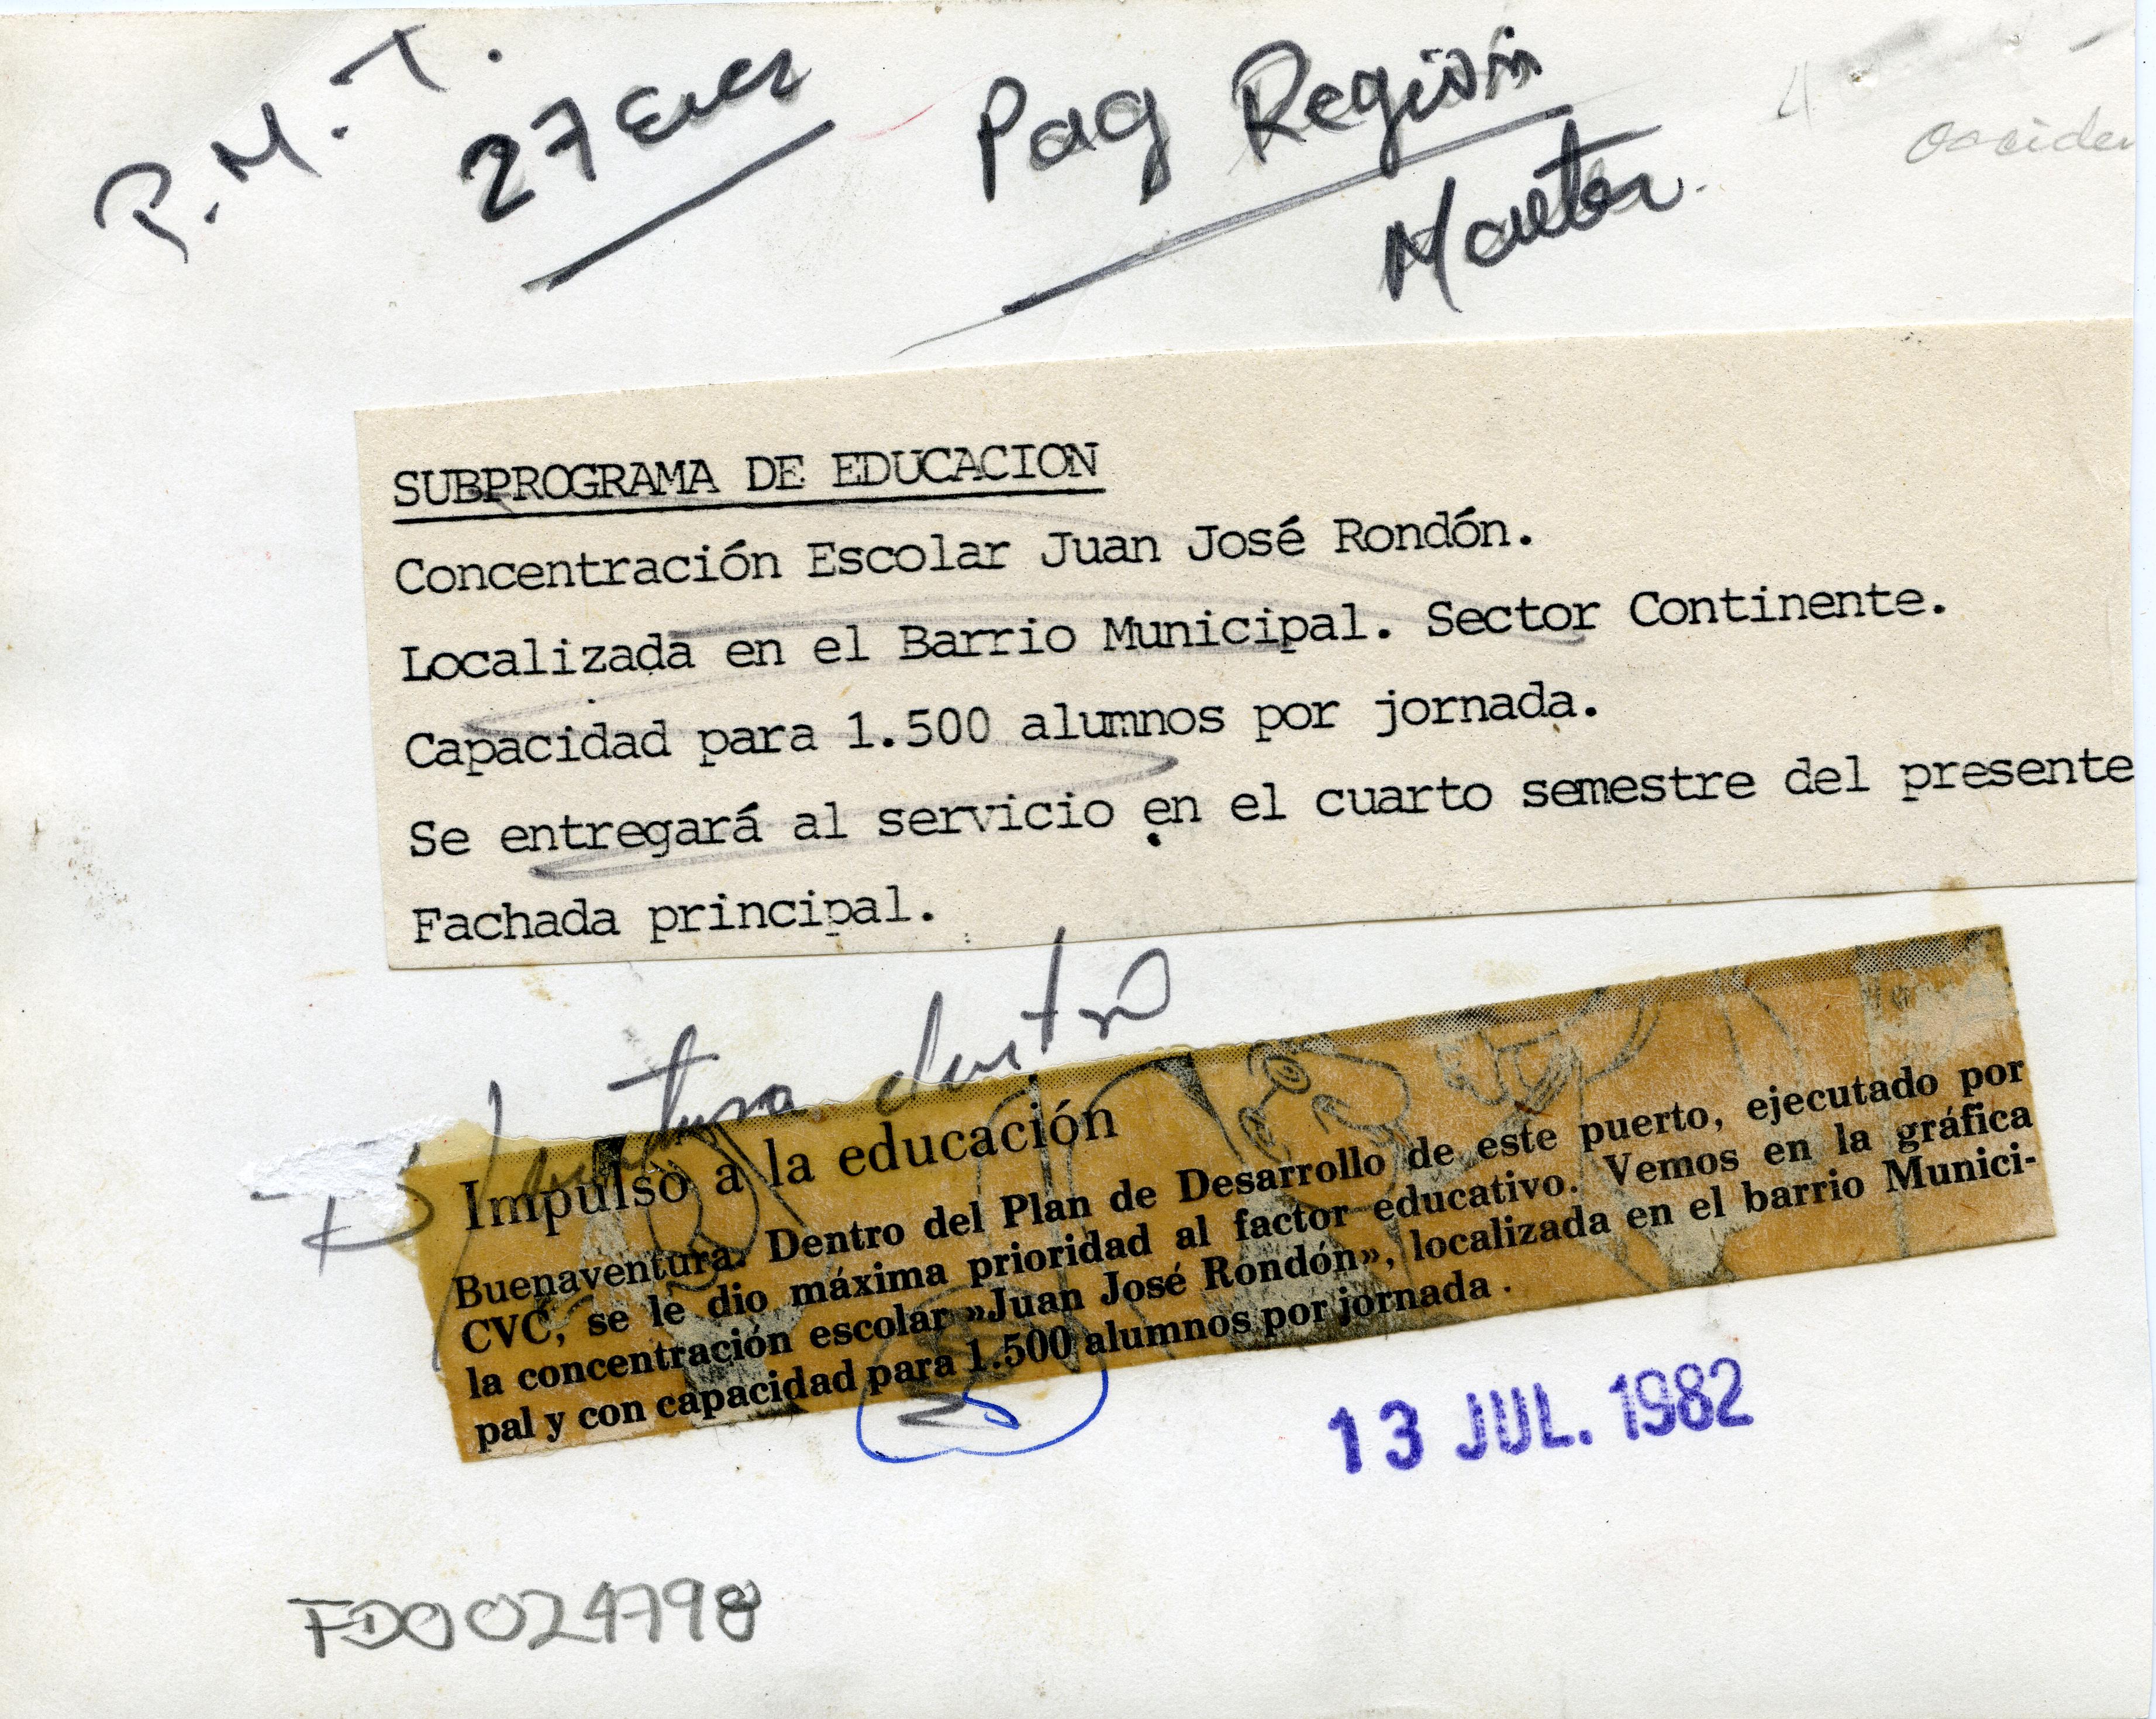 P.M.T.
27 Eues
Pag Región
Martes.
4
SUBPROGRAMA DE EDUCACION
Concentración Escolar Juan José Rondón.
Localizada en el Barrio Municipal. Sector Continente.
Capacidad para 1.500 alumnos por jornada.
Se entregará al servicio en el cuarto semestre del presente
Fachada principal.
Impulso a la educación
Buenaventura. Dentro del Plan de Desarrollo de este puerto, ejecutado por
CVC, se le dio máxima prioridad al factor educativo. Vemos en la gráfica
la concentración escolar »Juan José Rondón», localizada en el barrio Munici-
pal y con capacidad para 1.500 alumnos por jornada.
13 JUL. 1982
FD0024798